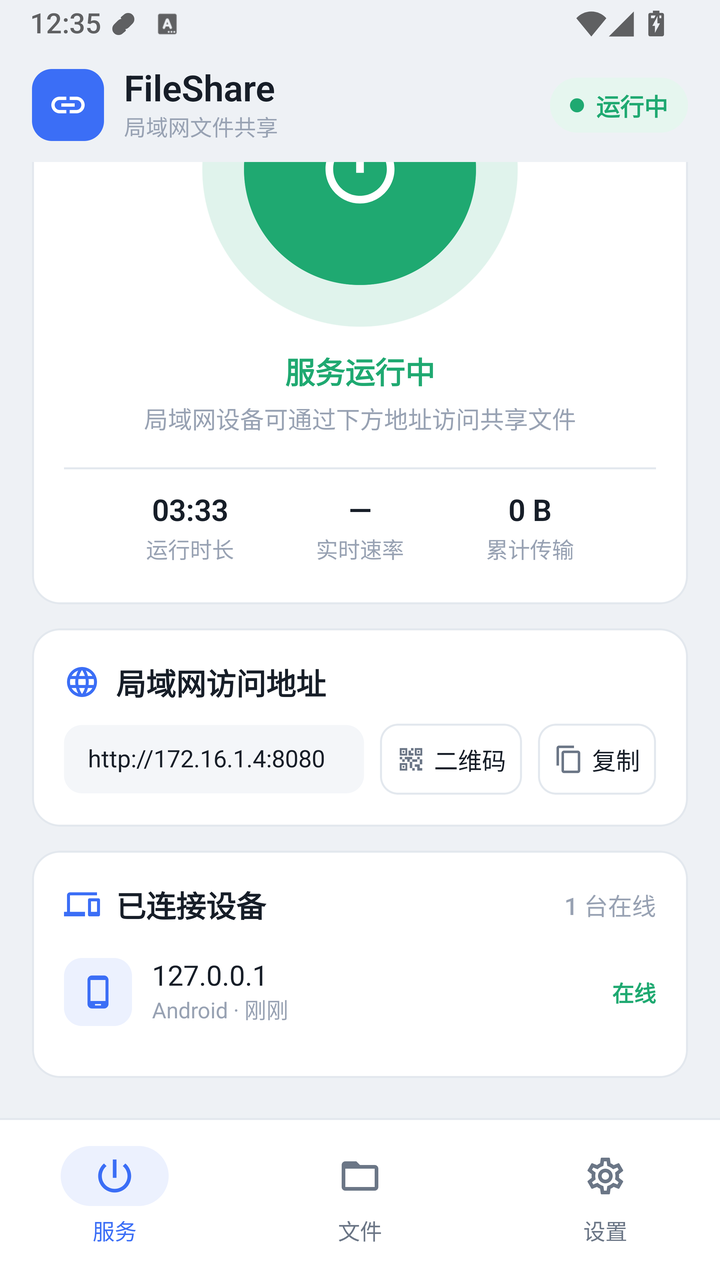 12:35
A
FileShare
局域网文件共享
运行中
服务运行中
局域网设备可通过下方地址访问共享文件
03:33
—
0 B
运行时长
实时速率
累计传输
局域网访问地址
http://172.16.1.4:8080
二维码
复制
已连接设备
1 台在线
127.0.0.1
Android · 刚刚
在线
服务
文件
设置